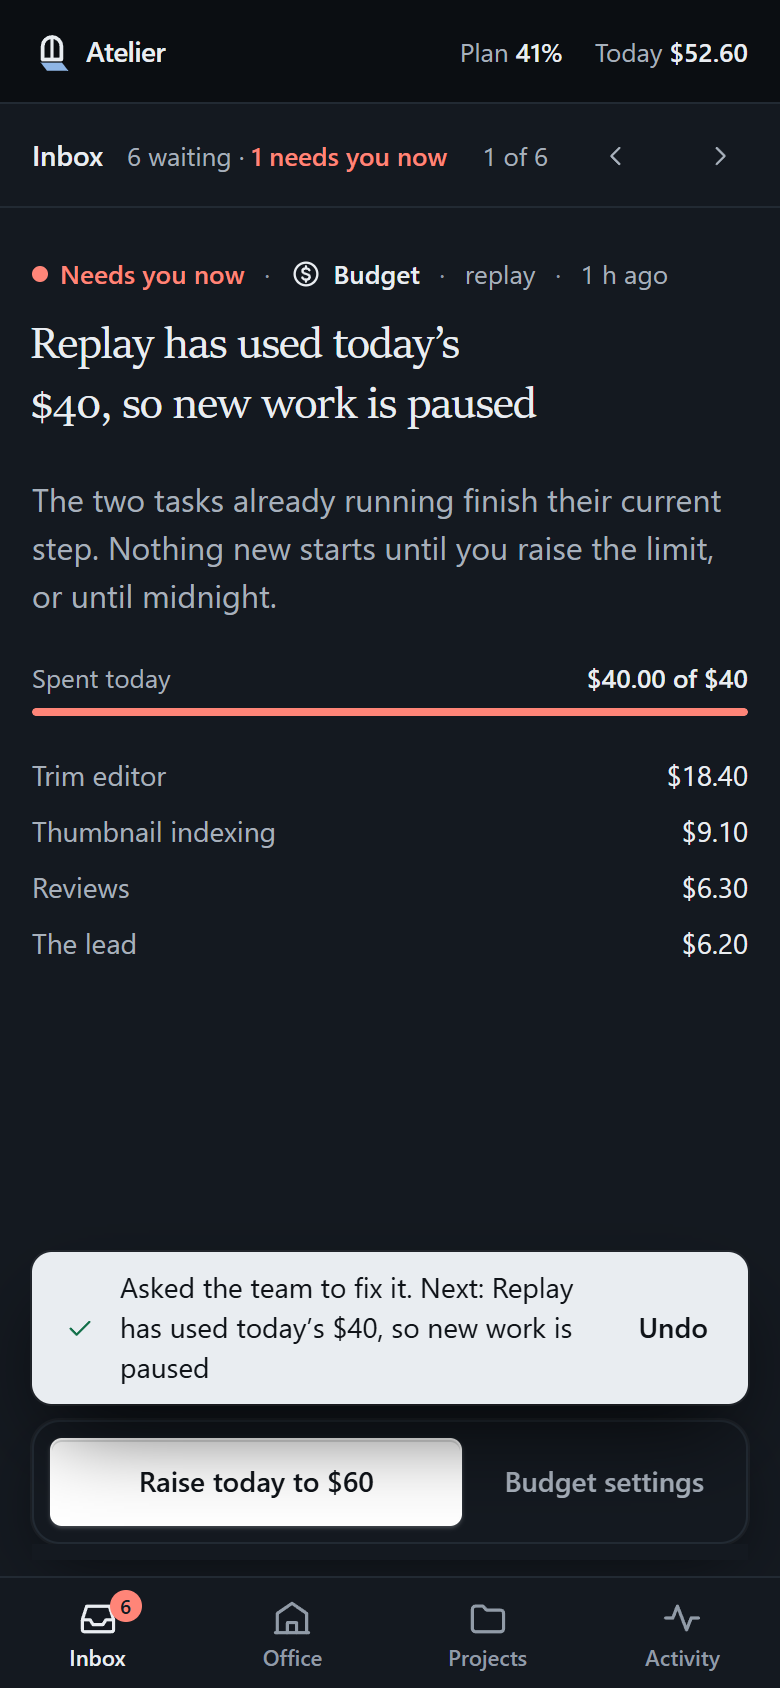 Atelier
Plan 41% Today $52.60
Inbox 6 waiting · 1 needs you now 1 of 6
Needs you now · Budget · replay · 1 h ago
Replay has used today’s
$40, so new work is paused
The two tasks already running finish their current
step. Nothing new starts until you raise the limit,
or until midnight.
Spent today $40.00 of $40
Trim editor $18.40
Thumbnail indexing $9.10
Reviews $6.30
The lead $6.20
Asked the team to fix it. Next: Replay
has used today’s $40, so new work is
paused
Undo
Raise today to $60 Budget settings
6
Inbox Office Projects Activity